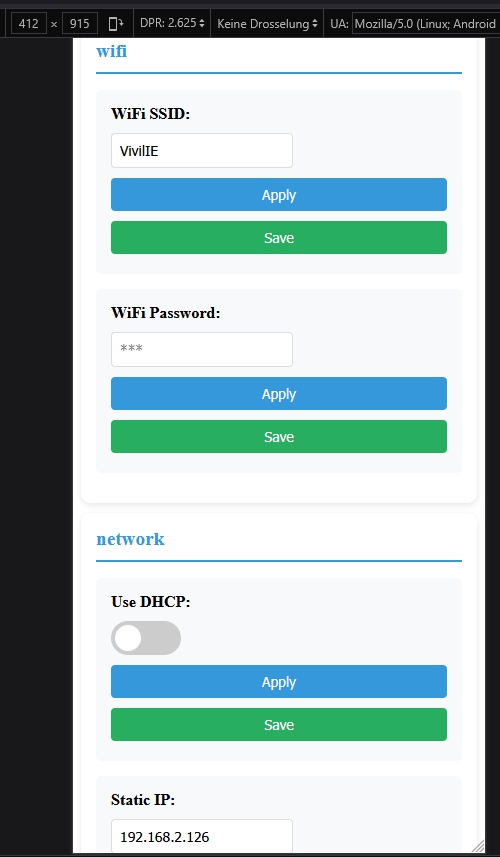 412 × 915 DPR: 2.625 Keine Drosselung UA: Mozilla/5.0 (Linux; Android
wifi
WiFi SSID:
VivilIE
Apply
Save
WiFi Password:
***
Apply
Save
network
Use DHCP:
Apply
Save
Static IP:
192.168.2.126